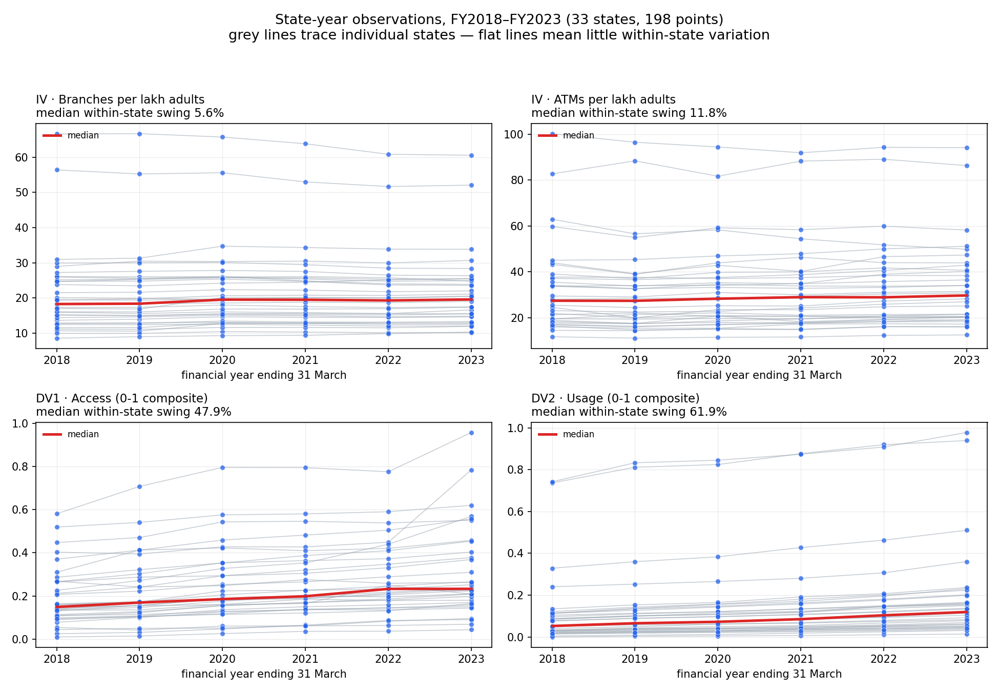 State-year observations, FY2018–FY2023 (33 states, 198 points)
grey lines trace individual states — flat lines mean little within-state variation
IV · Branches per lakh adults
median within-state swing 5.6%
median
60
50
40
30
20
10
2018 2019 2020 2021 2022 2023
financial year ending 31 March
IV · ATMs per lakh adults
median within-state swing 11.8%
median
100
80
60
40
20
2018 2019 2020 2021 2022 2023
financial year ending 31 March
DV1 · Access (0-1 composite)
median within-state swing 47.9%
median
1.0
0.8
0.6
0.4
0.2
0.0
2018 2019 2020 2021 2022 2023
financial year ending 31 March
DV2 · Usage (0-1 composite)
median within-state swing 61.9%
median
1.0
0.8
0.6
0.4
0.2
0.0
2018 2019 2020 2021 2022 2023
financial year ending 31 March